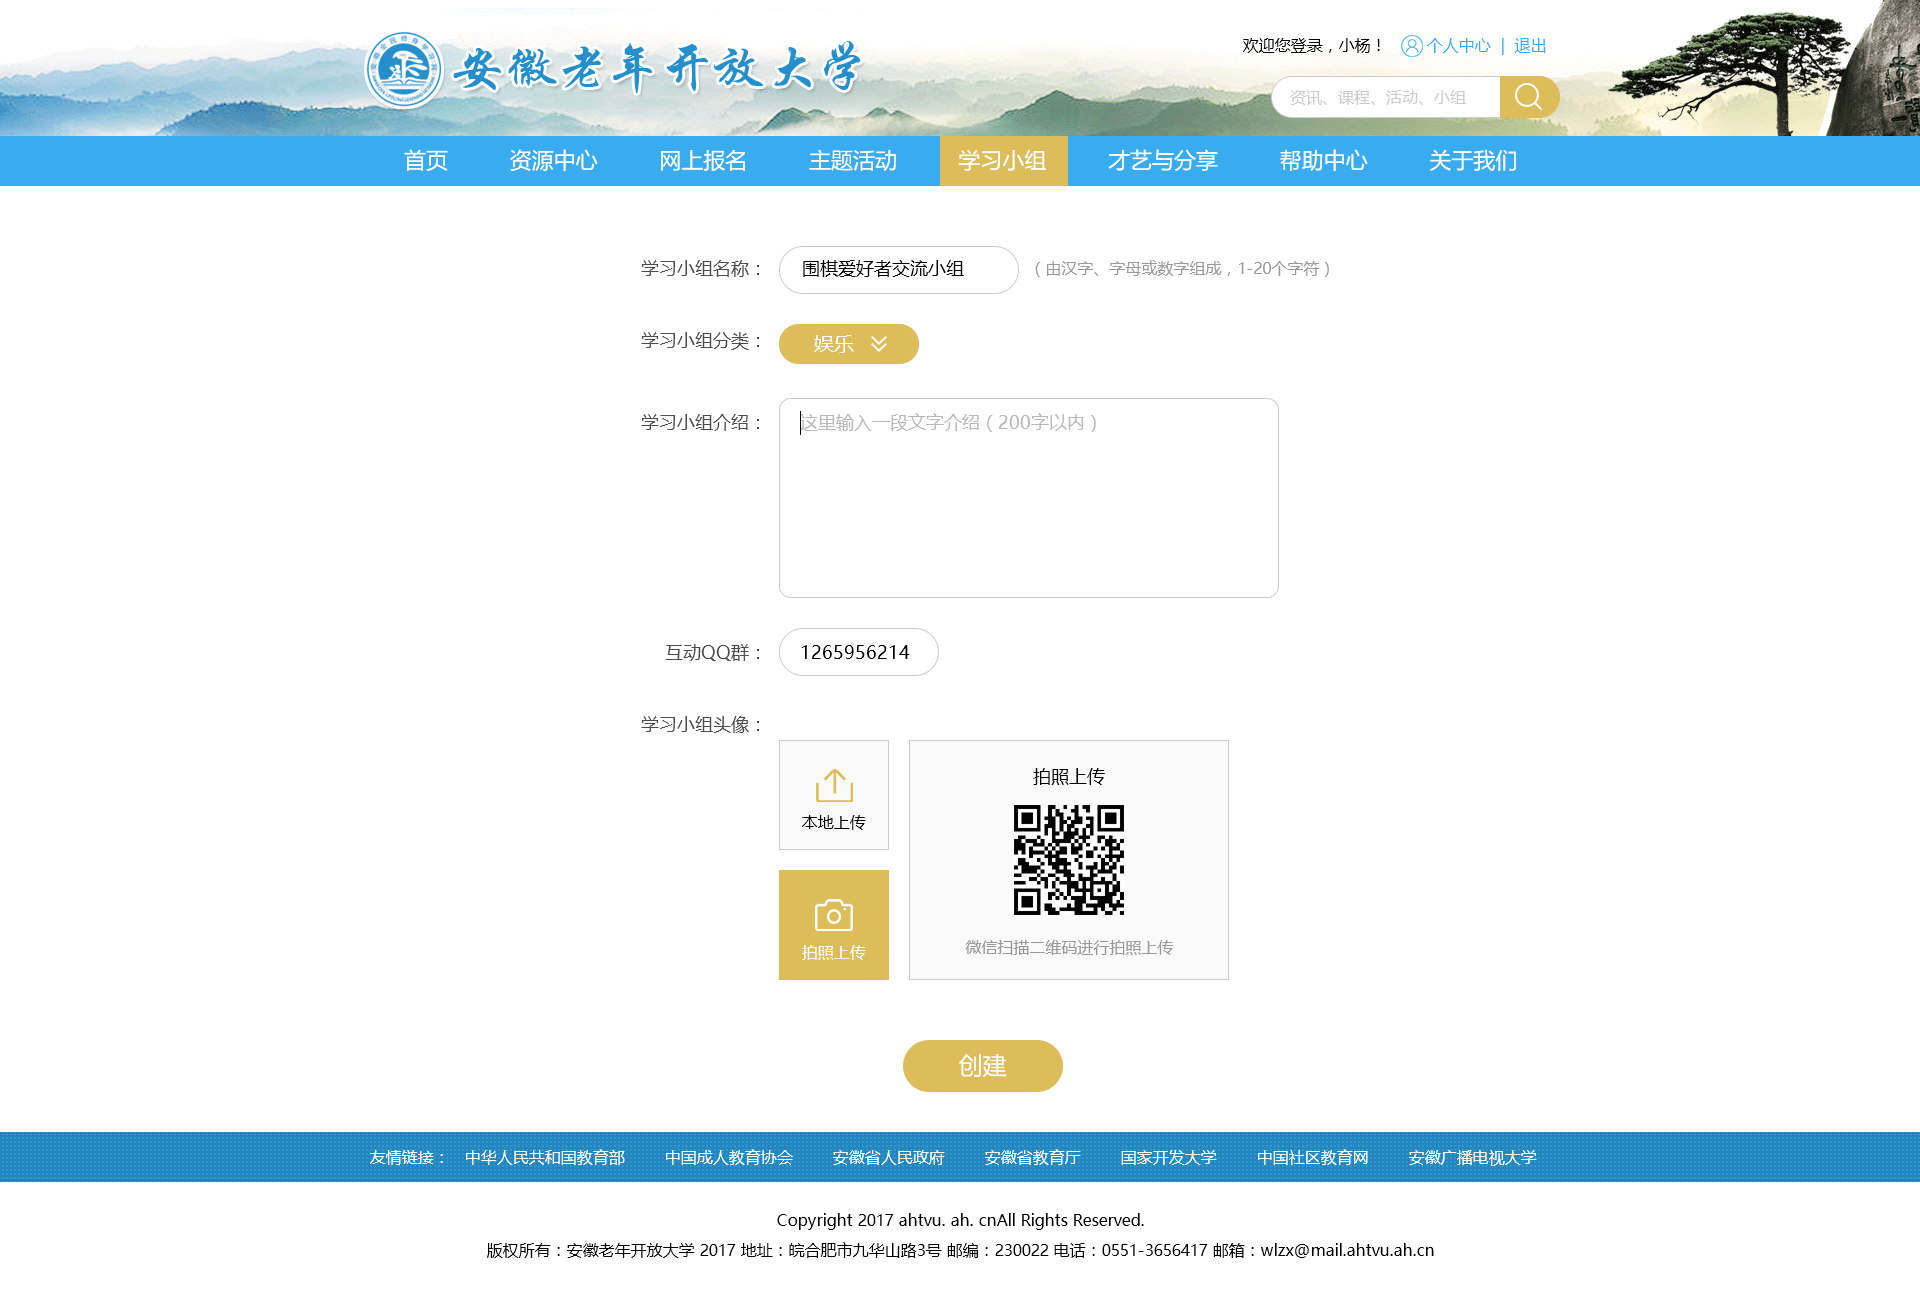 安徽老年开放大学
欢迎您登录，小杨！ 个人中心 | 退出
资讯、课程、活动、小组
首页 资源中心 网上报名 主题活动 学习小组 才艺与分享 帮助中心 关于我们
学习小组名称： 围棋爱好者交流小组 （由汉字、字母或数字组成，1-20个字符）
学习小组分类： 娱乐
学习小组介绍： 这里输入一段文字介绍（200字以内）
互动QQ群： 1265956214
学习小组头像：
本地上传
拍照上传
拍照上传
微信扫描二维码进行拍照上传
创建
友情链接： 中华人民共和国教育部 中国成人教育协会 安徽省人民政府 安徽省教育厅 国家开发大学 中国社区教育网 安徽广播电视大学
Copyright 2017 ahtvu. ah. cnAll Rights Reserved.
版权所有：安徽老年开放大学 2017 地址：皖合肥市九华山路3号 邮编：230022 电话：0551-3656417 邮箱：wlzx@mail.ahtvu.ah.cn